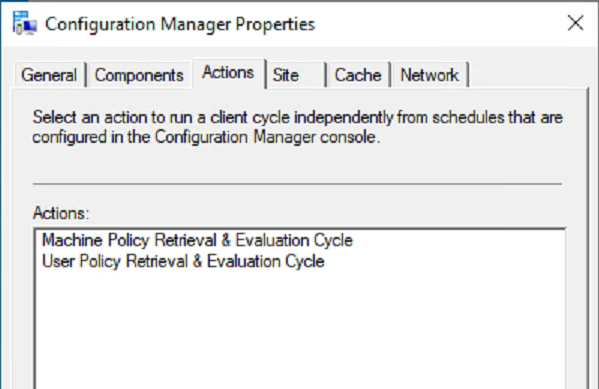 Configuration Manager Properties
General Components Actions Site Cache Network
Select an action to run a client cycle independently from schedules that are
configured in the Configuration Manager console.
Actions:
Machine Policy Retrieval & Evaluation Cycle
User Policy Retrieval & Evaluation Cycle